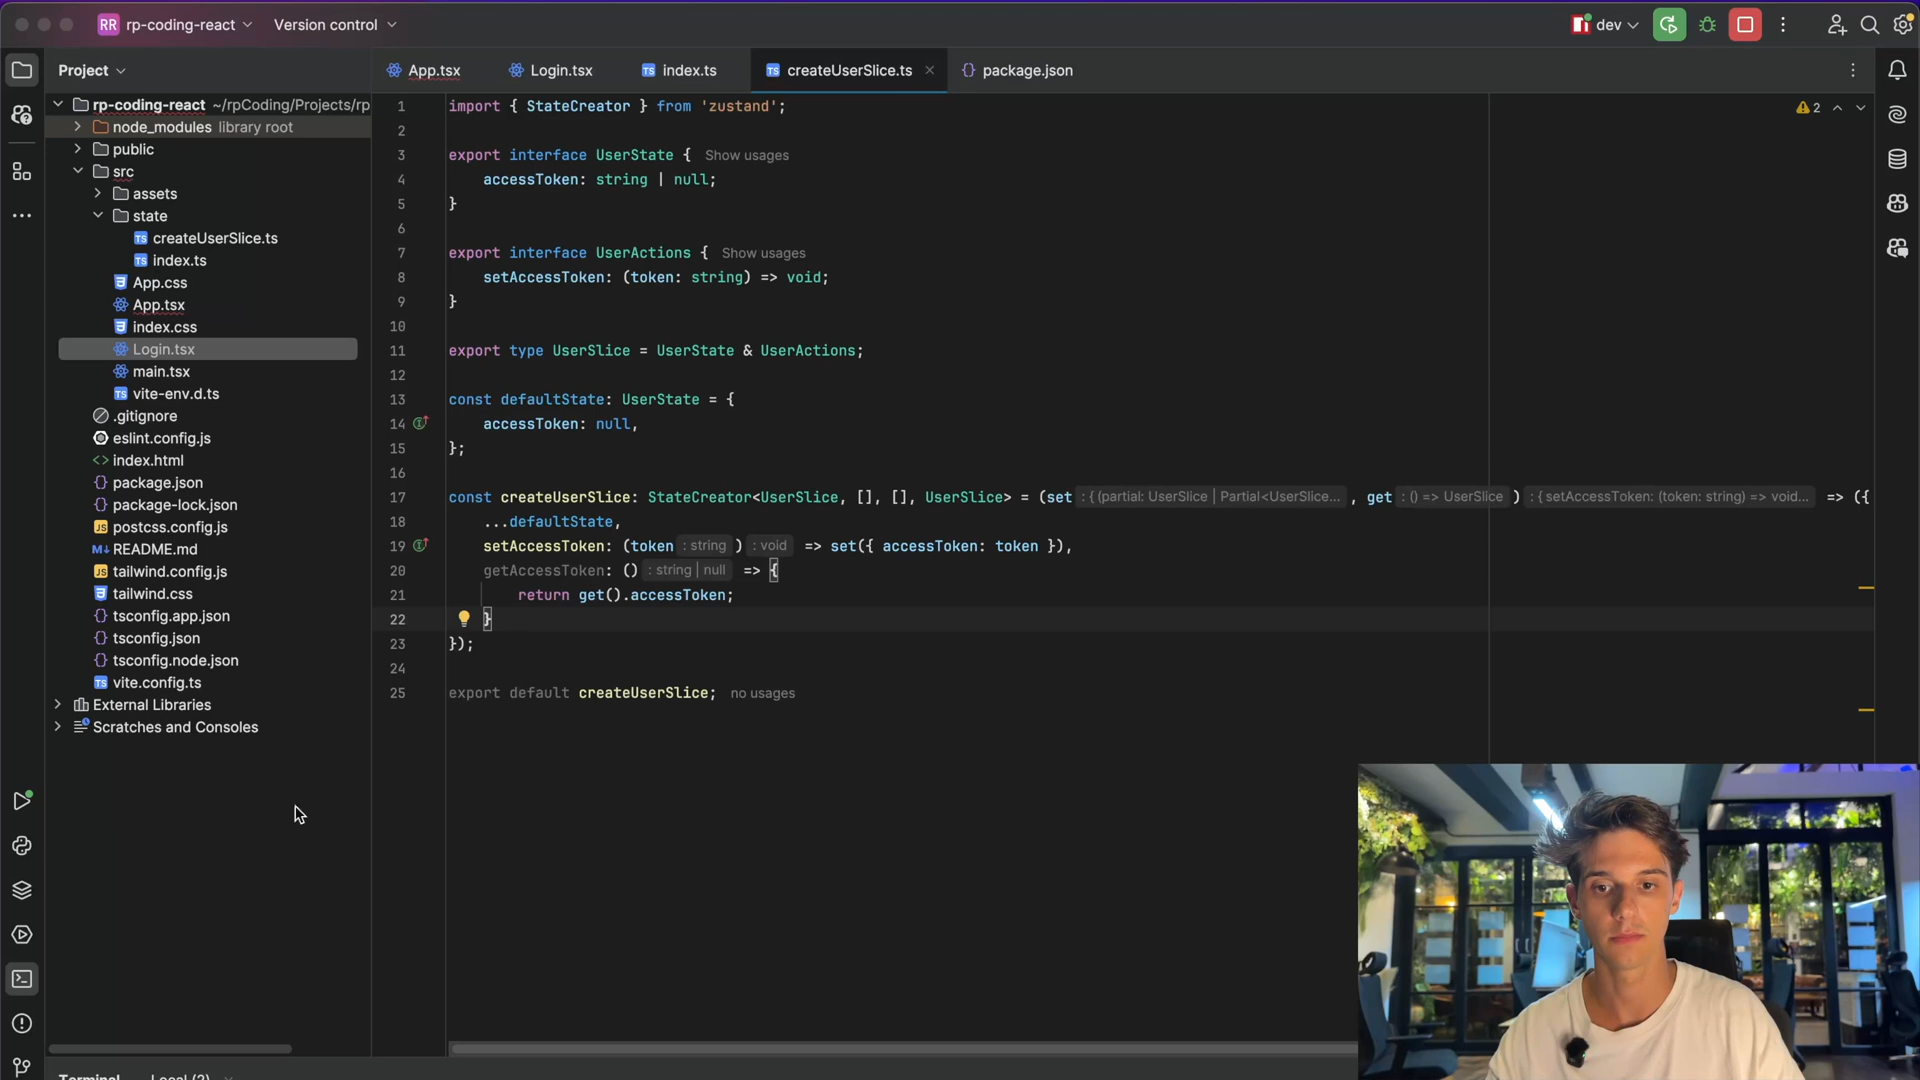 RR rp-coding-react Version control dev
Project
App.tsx Login.tsx index.ts createUserSlice.ts package.json
rp-coding-react ~/rpCoding/Projects/rp
node_modules library root
public
src
assets
state
TS createUserSlice.ts
TS index.ts
App.css
App.tsx
index.css
Login.tsx
main.tsx
TS vite-env.d.ts
.gitignore
eslint.config.js
<> index.html
{} package.json
{} package-lock.json
JS postcss.config.js
M↓ README.md
JS tailwind.config.js
tailwind.css
{} tsconfig.app.json
{} tsconfig.json
{} tsconfig.node.json
TS vite.config.ts
External Libraries
Scratches and Consoles
2
1 import { StateCreator } from 'zustand';
2
3 export interface UserState { Show usages
4 accessToken: string | null;
5 }
6
7 export interface UserActions { Show usages
8 setAccessToken: (token: string) => void;
9 }
10
11 export type UserSlice = UserState & UserActions;
12
13 const defaultState: UserState = {
14 accessToken: null,
15 };
16
17 const createUserSlice: StateCreator<UserSlice, [], [], UserSlice> = (set : {(partial: UserSlice | Partial<UserSlice... , get : () => UserSlice ) : { setAccessToken: (token: string) => void... => ({
18 ...defaultState,
19 setAccessToken: (token : string ) : void => set({ accessToken: token }),
20 getAccessToken: () : string | null => {
21 return get().accessToken;
22 }
23 });
24
25 export default createUserSlice; no usages
Terminal Local (2)